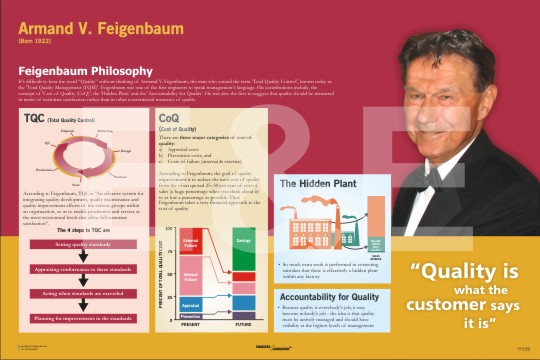 Armand V. Feigenbaum
(Born 1922)
Feigenbaum Philosophy
It's difficult to hear the word "Quality," without thinking of Armand V. Feigenbaum, the man who coined the term 'Total Quality Control', known today as
the 'Total Quality Management (TQM)'. Feigenbaum was one of the first engineers to speak management's language. His contributions include, the
concept of 'Cost of Quality (CoQ)', the 'Hidden Plant' and the 'Accountability for Quality'. He was also the first to suggest that quality should be measured
in terms of customer satisfaction rather than in other conventional measures of quality.
TQC (Total Quality Control)
Design
Production
According to Feigenbaum, TQC is "An effective system for
integrating quality development, quality maintenance and
quality improvement efforts of the various groups within
an organization, so as to enable production and service at
the most economical levels that allow full customer
satisfaction".
The 4 steps to TQC are
Setting quality standards
Appraising conformance to these standards
Acting when standards are exceeded
Planning for improvements in the standards
CoQ
(Cost of Quality)
There are three major categories of costs of
quality:
a) Appraisal costs
b) Prevention costs, and
c) Costs of failure (internal & external)
According to Feigenbaum, the goal of quality
improvement is to reduce the total cost of quality
from the often quoted 25-30 per cent of cost of
sales (a huge percentage when you think about it)
to as low a percentage as possible. Thus
Feigenbaum takes a very financial approach to the
cost of quality.
PERCENT OF TOTAL QUALITY COST
100
75
50
25
0
External
Failure
Internal
Failure
Appraisal
Prevention
Savings
PRESENT
FUTURE
The Hidden Plant
• So much extra work is performed in correcting
mistakes that there is effectively a hidden plant
within any factory
Accountability for Quality
• Because quality is everybody's job, it may
become nobody's job - the idea is that quality
must be actively managed and should have
visibility at the highest levels of management
"Quality is
what the
customer says
it is"